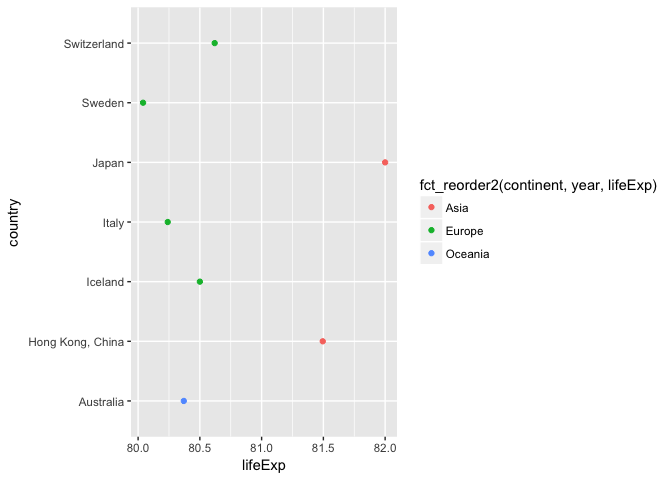 Switzerland
Sweden
Japan
Italy
Iceland
Hong Kong, China
Australia
country
80.0 80.5 81.0 81.5 82.0
lifeExp
fct_reorder2(continent, year, lifeExp)
Asia
Europe
Oceania